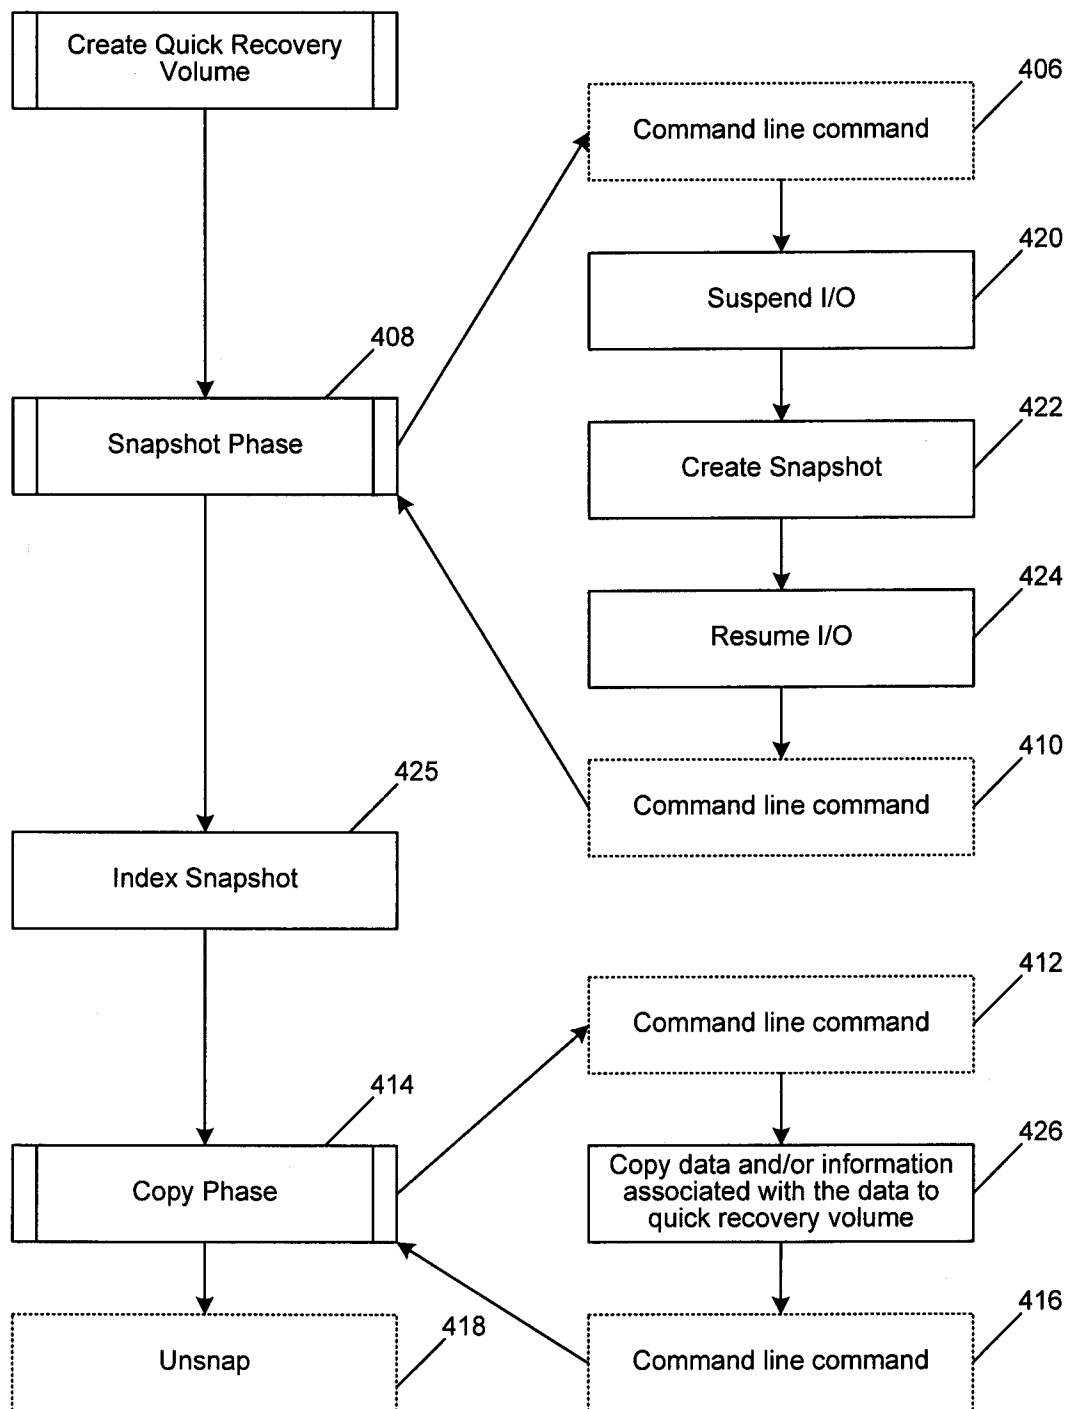 Create Quick Recovery
Volume
406
Command line command
420
Suspend I/O
408
Snapshot Phase
422
Create Snapshot
424
Resume I/O
410
Command line command
425
Index Snapshot
412
Command line command
414
Copy Phase
426
Copy data and/or information
associated with the data to
quick recovery volume
418
Unsnap
416
Command line command